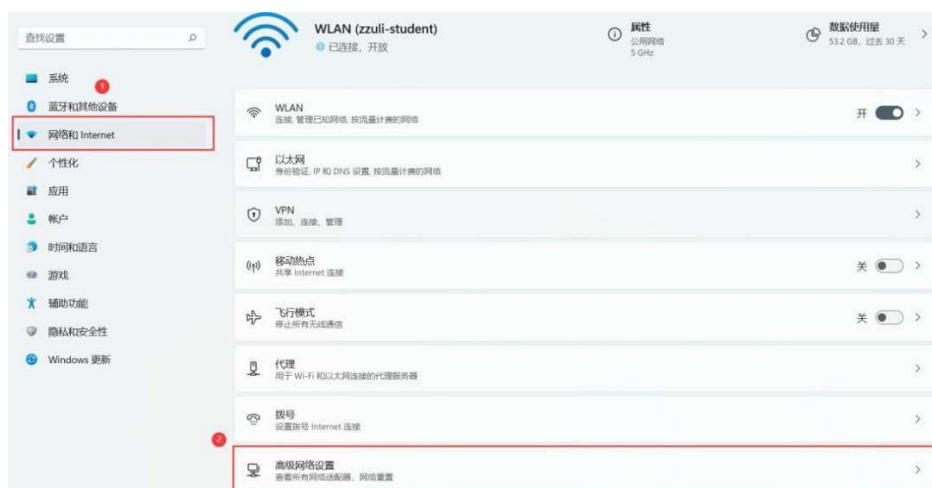 查找设置
系统
1
蓝牙和其他设备
网络和 Internet
个性化
应用
帐户
时间和语言
游戏
辅助功能
隐私和安全性
Windows 更新
WLAN (zzuli-student)
已连接，开放
属性
公用网络
5 GHz
数据使用量
53.2 GB，过去 30 天
WLAN
连接, 管理已知网络, 按流量计费的网络
开
以太网
身份验证, IP 和 DNS 设置, 按流量计费的网络
VPN
添加、连接、管理
移动热点
共享 Internet 连接
关
飞行模式
停止所有无线通信
关
代理
用于 Wi-Fi 和以太网连接的代理服务器
拨号
设置拨号 Internet 连接
2
高级网络设置
查看所有网络适配器，网络重置